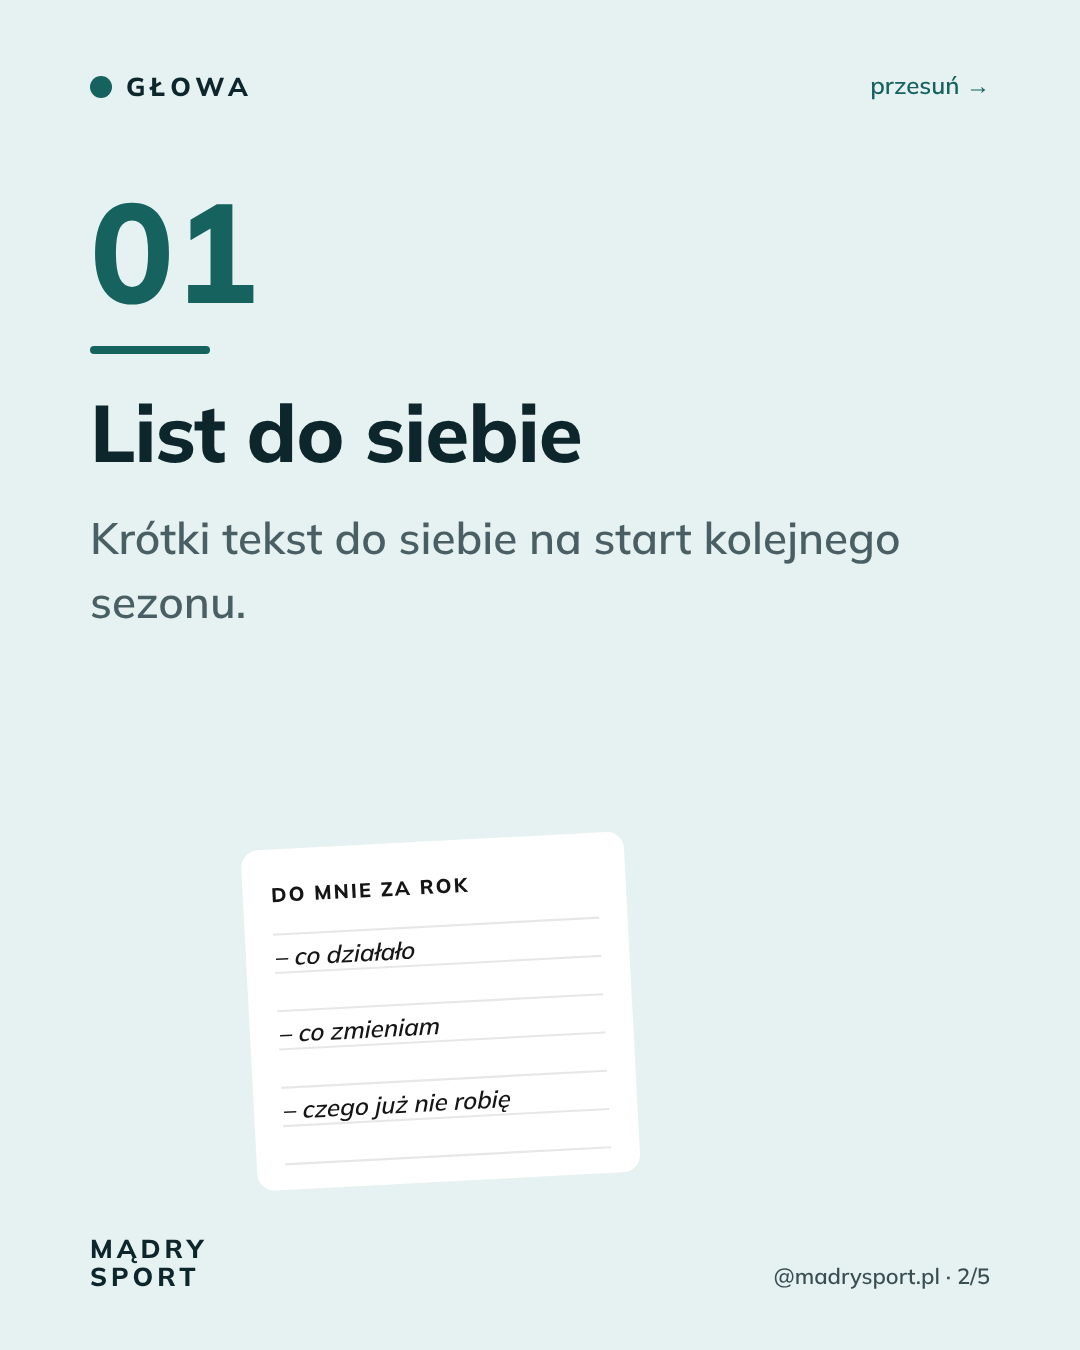 GŁOWA
przesuń →
01
List do siebie
Krótki tekst do siebie na start kolejnego
sezonu.
DO MNIE ZA ROK
– co działało
– co zmieniam
– czego już nie robię
MĄDRY
SPORT
@madrysport.pl · 2/5